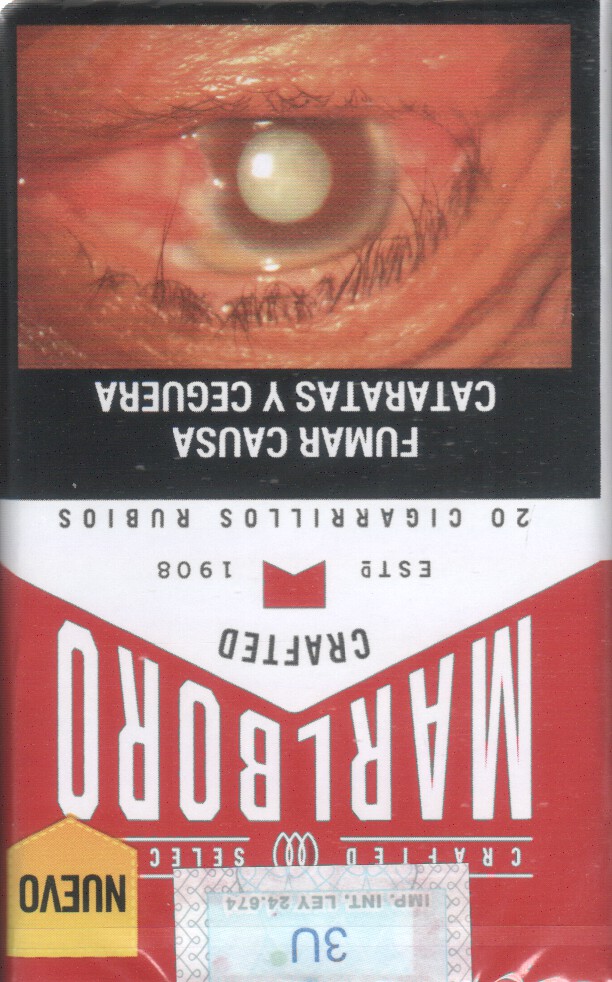 3U
IMP. INT. LEY 24.674
NUEVO
CRAFTED SELEC
MARLBORO
CRAFTED
ESTD 1908
20 CIGARRILLOS RUBIOS
FUMAR CAUSA
CATARATAS Y CEGUERA